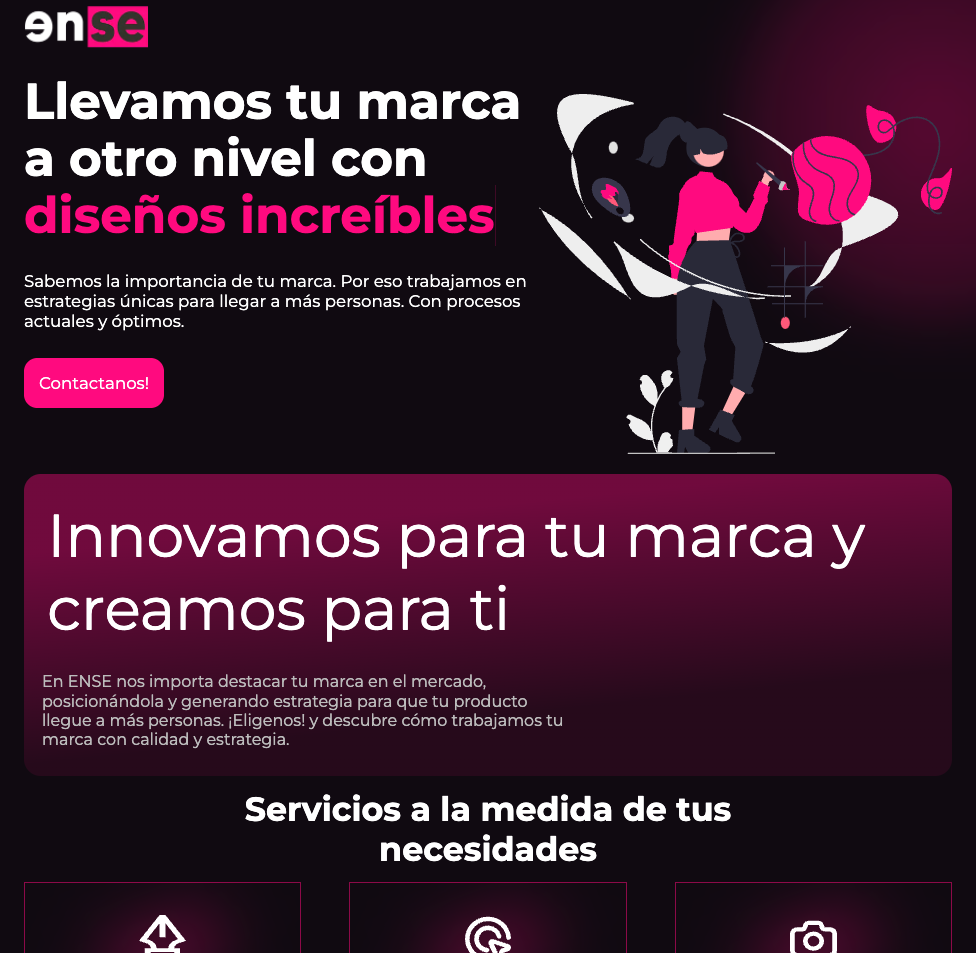 ense
Llevamos tu marca
a otro nivel con
diseños increíbles
Sabemos la importancia de tu marca. Por eso trabajamos en
estrategias únicas para llegar a más personas. Con procesos
actuales y óptimos.
Contactanos!
Innovamos para tu marca y
creamos para ti
En ENSE nos importa destacar tu marca en el mercado,
posicionándola y generando estrategia para que tu producto
llegue a más personas. ¡Eligenos! y descubre cómo trabajamos tu
marca con calidad y estrategia.
Servicios a la medida de tus
necesidades